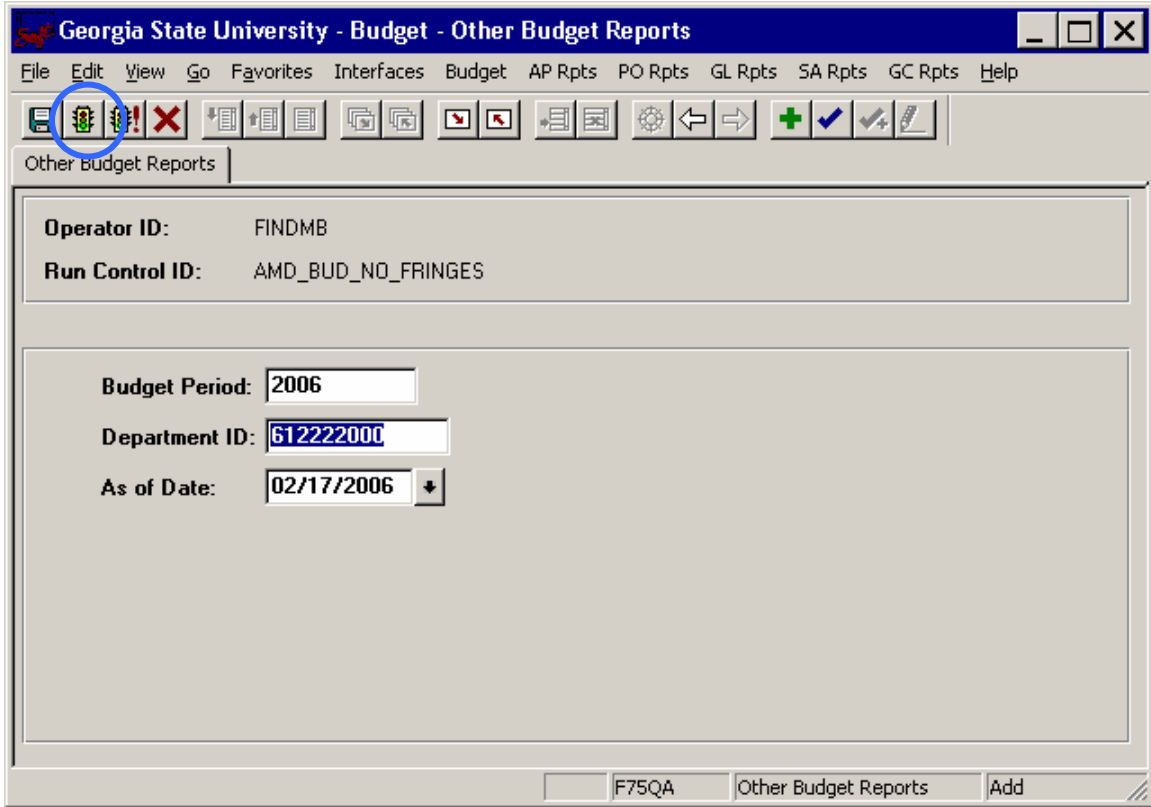 Georgia State University - Budget - Other Budget Reports
File Edit View Go Favorites Interfaces Budget AP Rpts PO Rpts GL Rpts SA Rpts GC Rpts Help
Other Budget Reports
Operator ID: FINDMB
Run Control ID: AMD_BUD_NO_FRINGES
Budget Period: 2006
Department ID: 612222000
As of Date: 02/17/2006
F75QA Other Budget Reports Add